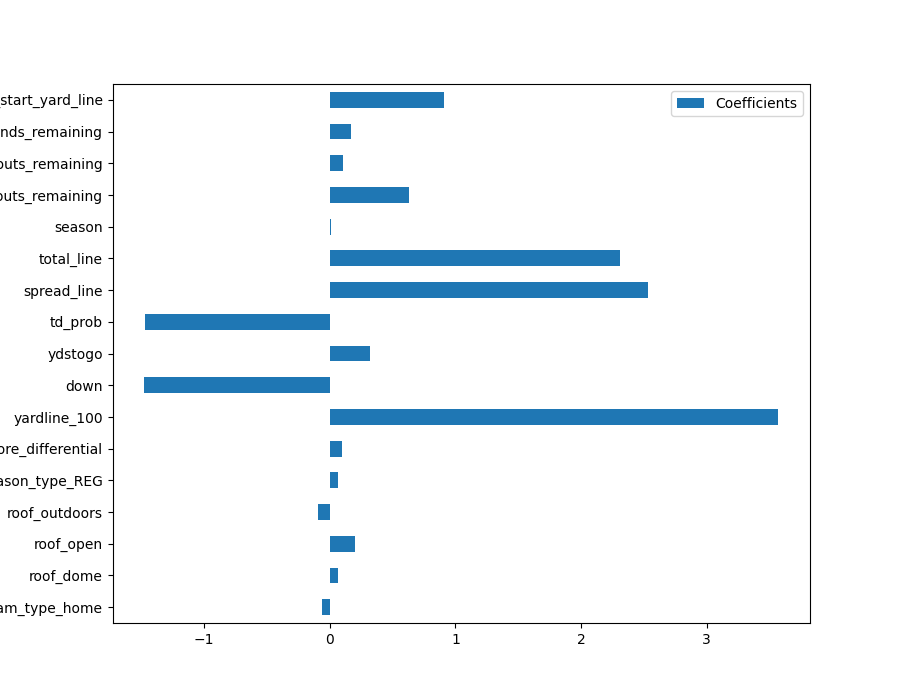 _start_yard_line
nds_remaining
outs_remaining
outs_remaining
season
total_line
spread_line
td_prob
ydstogo
down
yardline_100
ore_differential
ason_type_REG
roof_outdoors
roof_open
roof_dome
am_type_home
Coefficients
−1 0 1 2 3